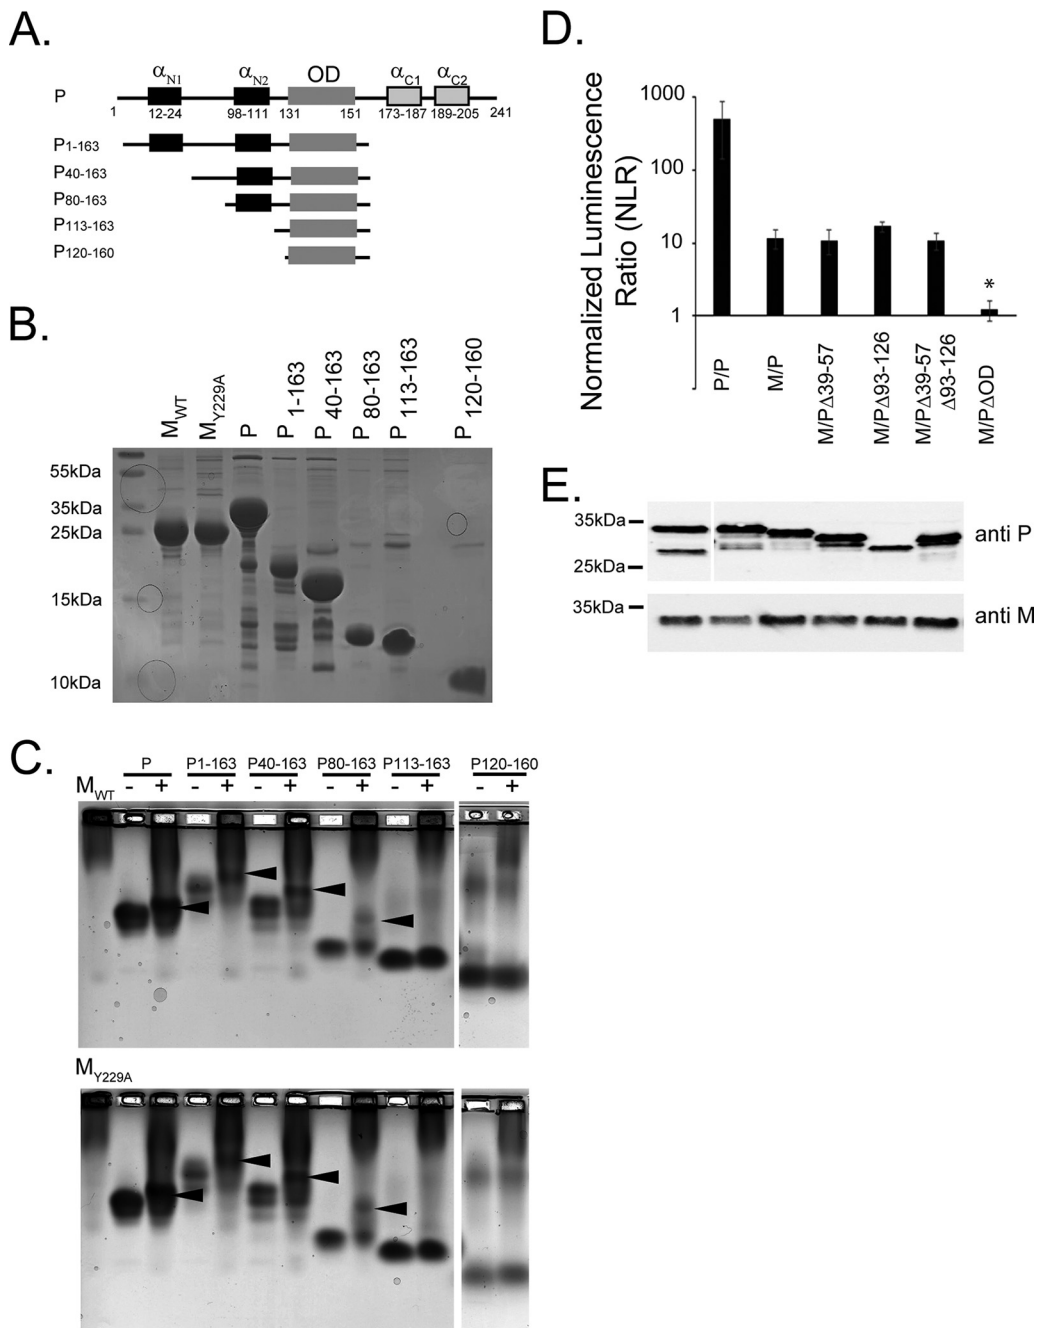 A.
αN1 αN2 OD αC1 αC2
P
1 12-24 98-111 131 151 173-187 189-205 241
P1-163
P40-163
P80-163
P113-163
P120-160
B.
MWT MY229A P P 1-163 P 40-163 P 80-163 P 113-163 P 120-160
55kDa
35kDa
25kDa
15kDa
10kDa
C.
P P1-163 P40-163 P80-163 P113-163 P120-160
MWT - + - + - + - + - + - +
MY229A
D.
Normalized Luminescence
Ratio (NLR)
1000
100
10
1
*
P/P
M/P
M/PΔ39-57
M/PΔ93-126
M/PΔ39-57
Δ93-126
M/PΔOD
E.
35kDa
25kDa
anti P
35kDa
anti M